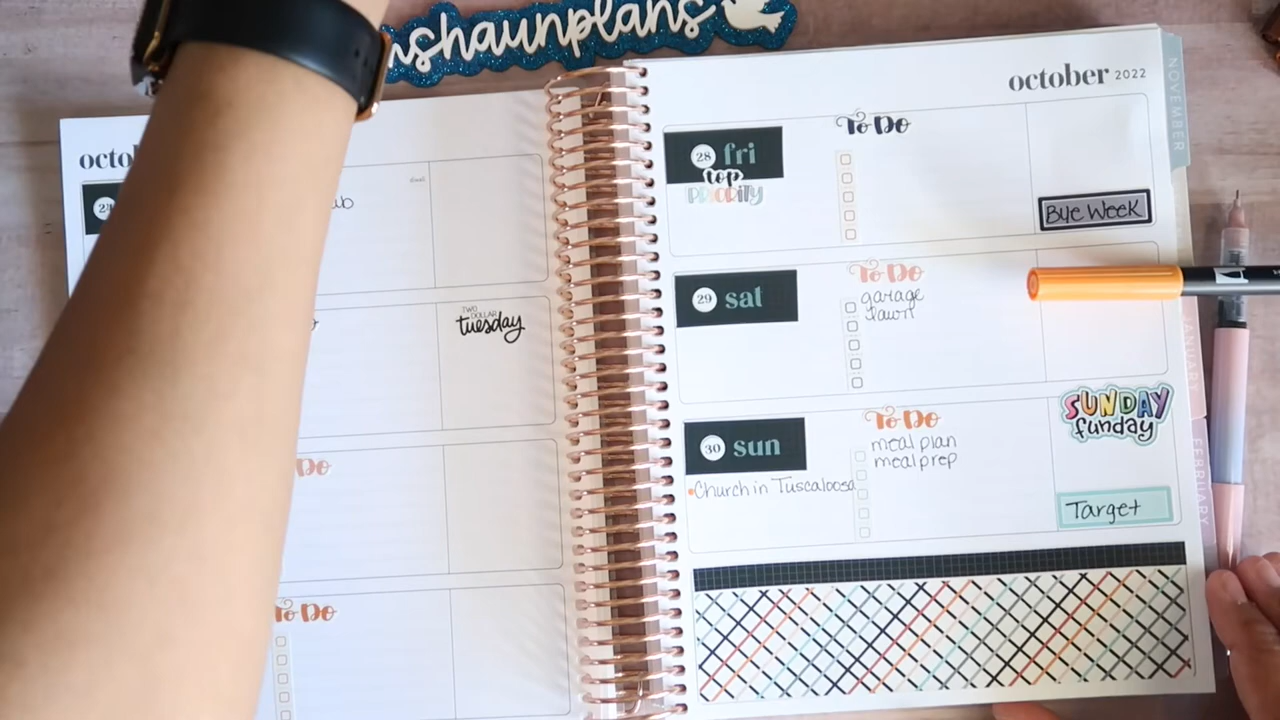 nshaunplans
octo
TWO
DOLLAR
tuesday
To Do
To Do
october 2022
28 fri
top
PRIORITY
To Do
Bye Week
29 sat
To Do
garage
lawn
30 sun
Church in Tuscaloosa
To Do
meal plan
meal prep
SUNDAY
funday
Target
NOVEMBER
JANUARY
FEBRUARY